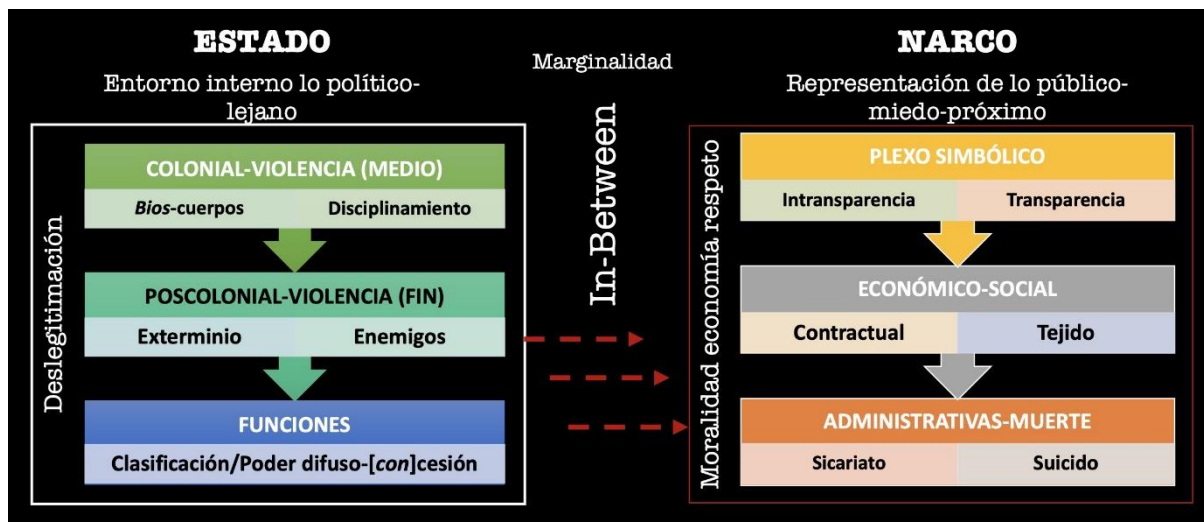 ESTADO
Entorno interno lo político-
lejano
Deslegitimación
COLONIAL-VIOLENCIA (MEDIO)
Bios-cuerpos
Disciplinamiento
POSCOLONIAL-VIOLENCIA (FIN)
Exterminio
Enemigos
FUNCIONES
Clasificación/Poder difuso-[con]cesión
Marginalidad
In-Between
NARCO
Representación de lo público-
miedo-próximo
Moralidad economía respeto
PLEXO SIMBÓLICO
Intransparencia
Transparencia
ECONÓMICO-SOCIAL
Contractual
Tejido
ADMINISTRATIVAS-MUERTE
Sicariato
Suicido